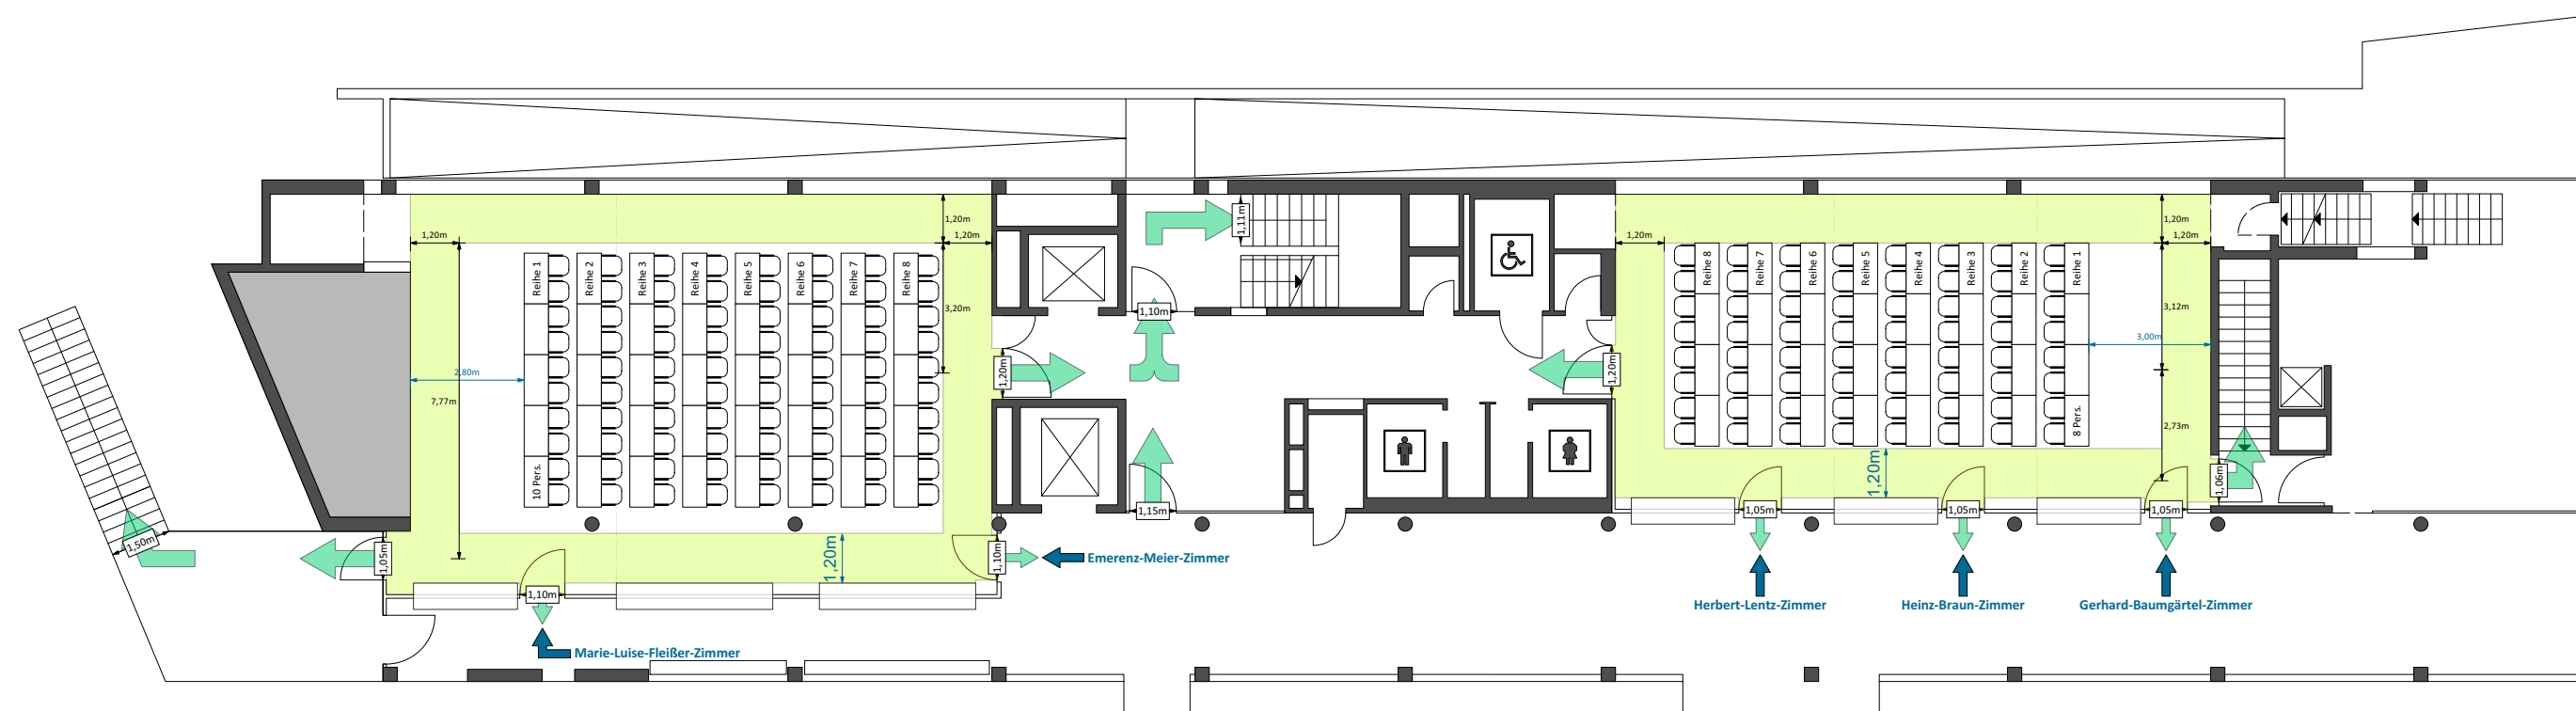 1,11m
1,20m
1,20m
1,20m
1,20m
1,20m
1,20m
1,20m
Reihe 1
Reihe 2
Reihe 3
Reihe 4
Reihe 5
Reihe 6
Reihe 7
Reihe 8
10 Pers.
2,80m
7,77m
3,20m
1,20m
1,10m
1,15m
1,20m
Reihe 8
Reihe 7
Reihe 6
Reihe 5
Reihe 4
Reihe 3
Reihe 2
Reihe 1
8 Pers.
3,12m
3,00m
2,73m
1,20m
1,06m
1,05m
1,05m
1,05m
1,50m
1,05m
1,20m
1,10m
1,10m
Emerenz-Meier-Zimmer
Marie-Luise-Fleißer-Zimmer
Herbert-Lentz-Zimmer
Heinz-Braun-Zimmer
Gerhard-Baumgärtel-Zimmer